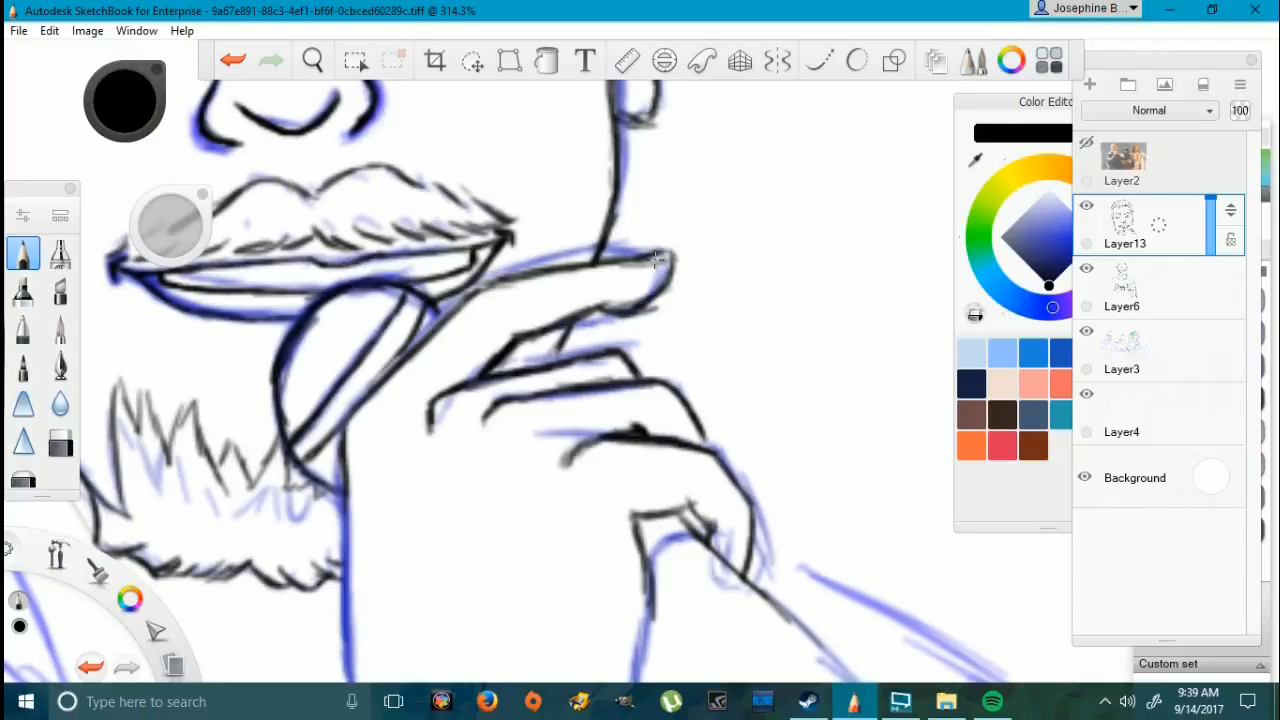 Autodesk SketchBook for Enterprise - 9a67e891-88c3-4ef1-bf6f-0cbced60289c.tiff @ 314.3%
Josephine B...
File Edit Image Window Help
T
Color Edito
Normal
100
Layer2
Layer13
Layer6
Layer3
Layer4
Background
Custom set
Type here to search
9:39 AM
9/14/2017